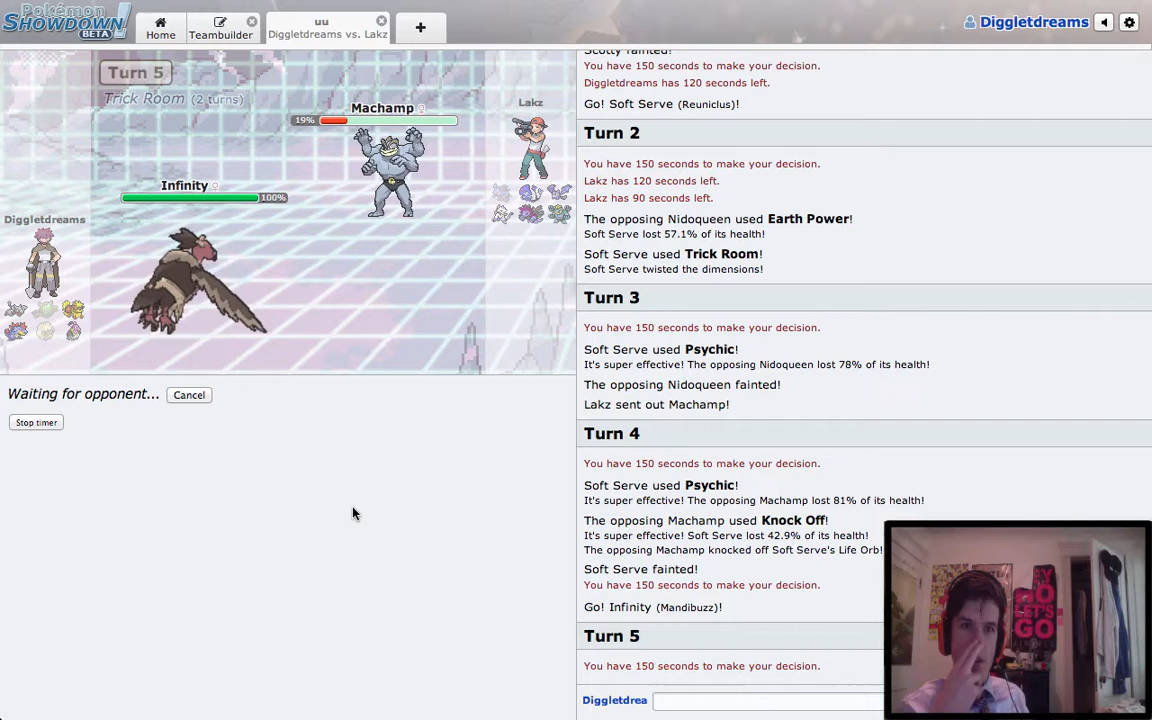 Pokémon
SHOWDOWN!
BETA
Home
Teambuilder
uu
Diggletdreams vs. Lakz
+
Diggletdreams
Turn 5
Trick Room (2 turns)
Machamp ♀
19%
Lakz
Infinity ♀
100%
Diggletdreams
Waiting for opponent...
Cancel
Stop timer
Scotty fainted!
You have 150 seconds to make your decision.
Diggletdreams has 120 seconds left.
Go! Soft Serve (Reuniclus)!
Turn 2
You have 150 seconds to make your decision.
Lakz has 120 seconds left.
Lakz has 90 seconds left.
The opposing Nidoqueen used Earth Power!
Soft Serve lost 57.1% of its health!
Soft Serve used Trick Room!
Soft Serve twisted the dimensions!
Turn 3
You have 150 seconds to make your decision.
Soft Serve used Psychic!
It's super effective! The opposing Nidoqueen lost 78% of its health!
The opposing Nidoqueen fainted!
Lakz sent out Machamp!
Turn 4
You have 150 seconds to make your decision.
Soft Serve used Psychic!
It's super effective! The opposing Machamp lost 81% of its health!
The opposing Machamp used Knock Off!
It's super effective! Soft Serve lost 42.9% of its health!
The opposing Machamp knocked off Soft Serve's Life Orb!
Soft Serve fainted!
You have 150 seconds to make your decision.
Go! Infinity (Mandibuzz)!
Turn 5
You have 150 seconds to make your decision.
Diggletdrea
HO
LET'S
GO